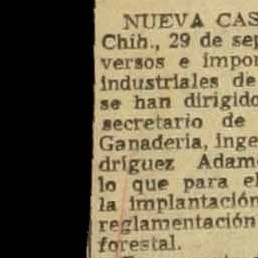 NUEVA CAS
Chih., 29 de sep
versos e impor
industriales de
se han dirigido
secretario de
Ganadería, inge
dríguez Adame
lo que para el
la implantación
reglamentación
forestal.